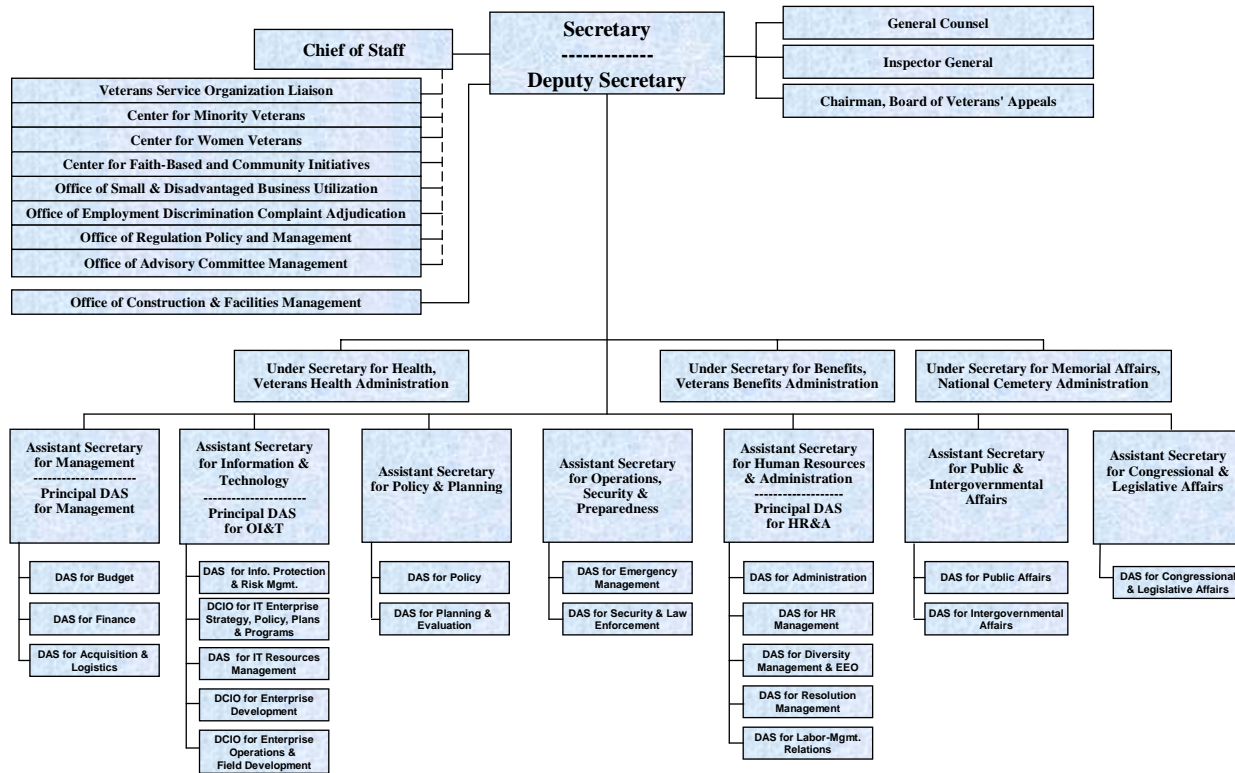 Secretary
------------
Deputy Secretary
Chief of Staff
General Counsel
Inspector General
Chairman, Board of Veterans' Appeals
Veterans Service Organization Liaison
Center for Minority Veterans
Center for Women Veterans
Center for Faith-Based and Community Initiatives
Office of Small & Disadvantaged Business Utilization
Office of Employment Discrimination Complaint Adjudication
Office of Regulation Policy and Management
Office of Advisory Committee Management
Office of Construction & Facilities Management
Under Secretary for Health,
Veterans Health Administration
Under Secretary for Benefits,
Veterans Benefits Administration
Under Secretary for Memorial Affairs,
National Cemetery Administration
Assistant Secretary
for Management
---------------------
Principal DAS
for Management
DAS for Budget
DAS for Finance
DAS for Acquisition &
Logistics
Assistant Secretary
for Information &
Technology
---------------------
Principal DAS
for OI&T
DAS for Info. Protection
& Risk Mgmt.
DCIO for IT Enterprise
Strategy, Policy, Plans
& Programs
DAS for IT Resources
Management
DCIO for Enterprise
Development
DCIO for Enterprise
Operations &
Field Development
Assistant Secretary
for Policy & Planning
DAS for Policy
DAS for Planning &
Evaluation
Assistant Secretary
for Operations,
Security &
Preparedness
DAS for Emergency
Management
DAS for Security & Law
Enforcement
Assistant Secretary
for Human Resources
& Administration
-------------------
Principal DAS
for HR&A
DAS for Administration
DAS for HR
Management
DAS for Diversity
Management & EEO
DAS for Resolution
Management
DAS for Labor-Mgmt.
Relations
Assistant Secretary
for Public &
Intergovernmental
Affairs
DAS for Public Affairs
DAS for Intergovernmental
Affairs
Assistant Secretary
for Congressional &
Legislative Affairs
DAS for Congressional
& Legislative Affairs